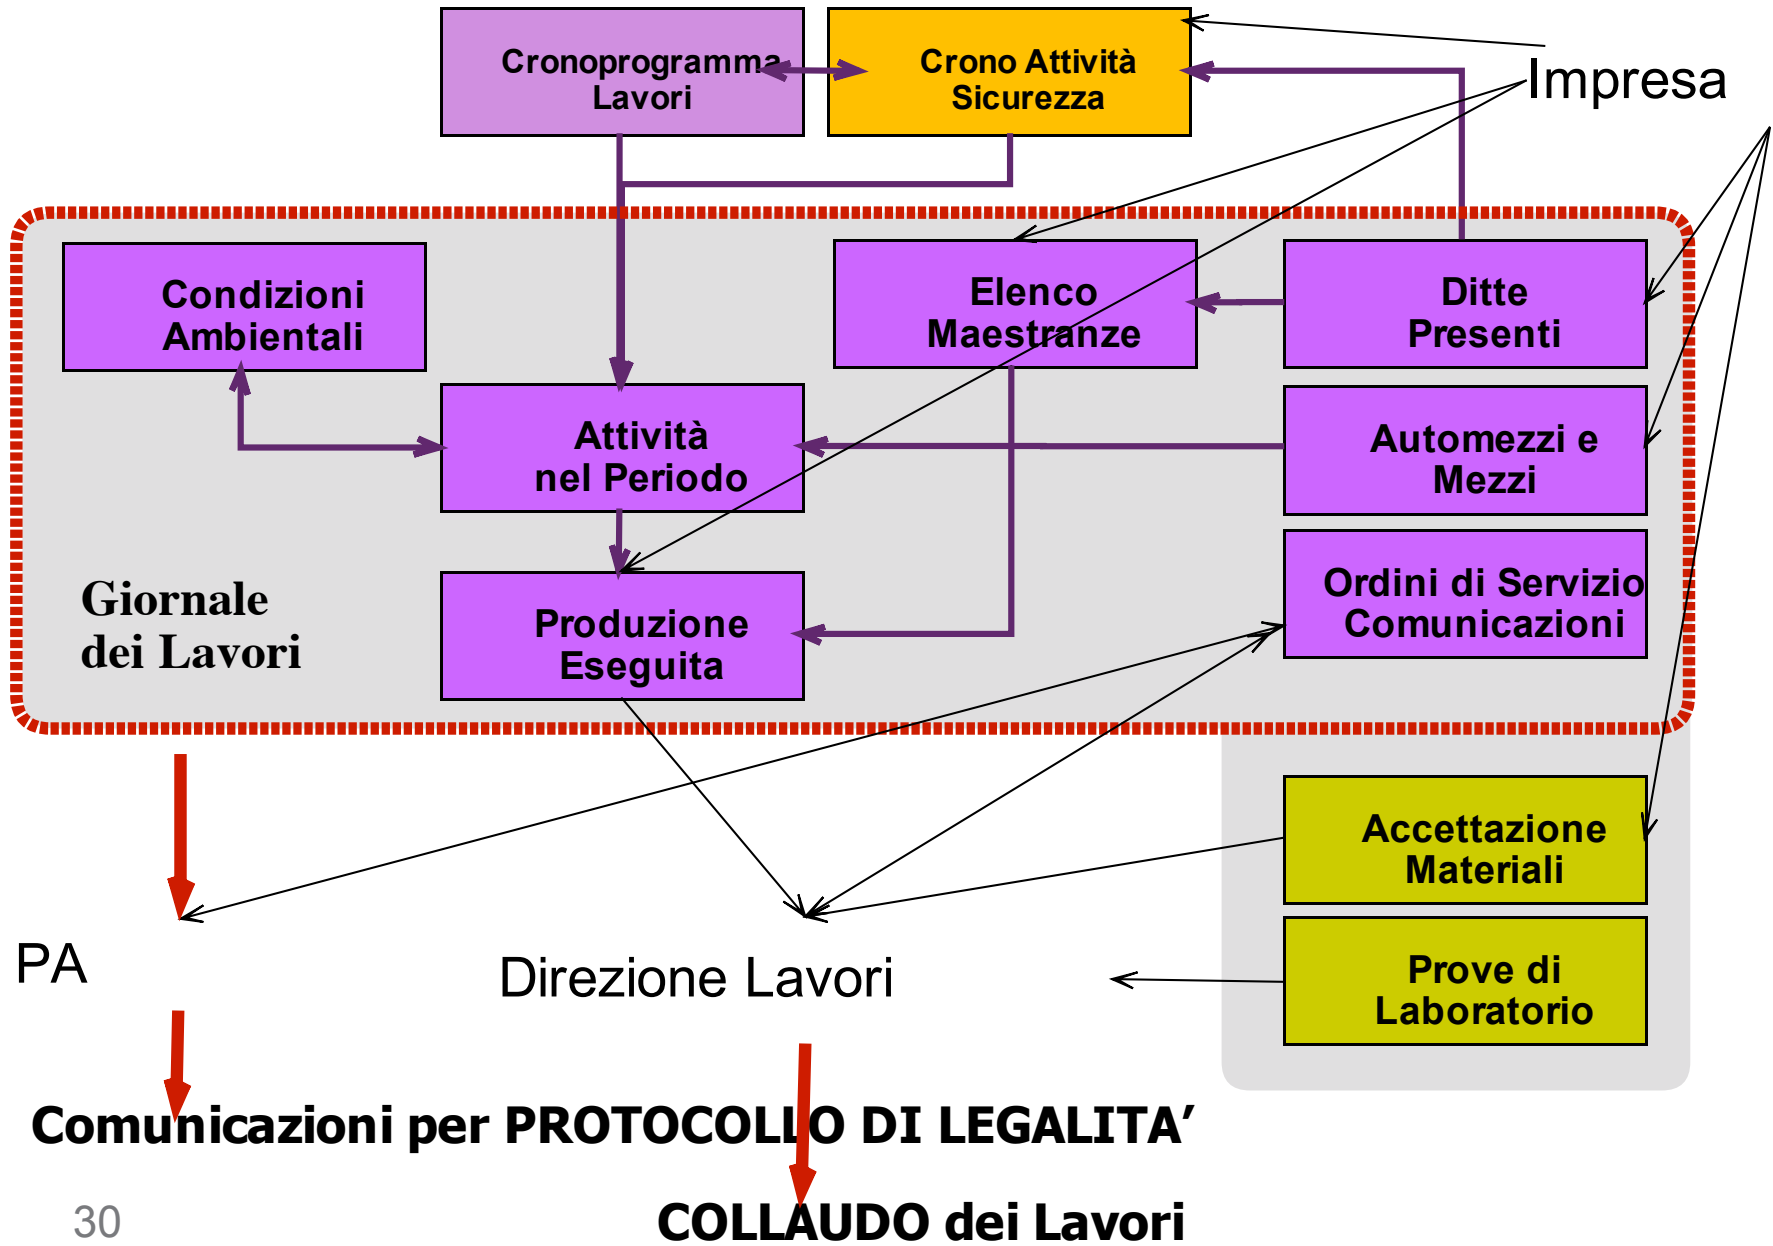 Cronoprogramma
Lavori
Crono Attività
Sicurezza
Impresa
Condizioni
Ambientali
Elenco
Maestranze
Ditte
Presenti
Attività
nel Periodo
Automezzi e
Mezzi
Giornale
dei Lavori
Produzione
Eseguita
Ordini di Servizio
Comunicazioni
Accettazione
Materiali
PA
Direzione Lavori
Prove di
Laboratorio
Comunicazioni per PROTOCOLLO DI LEGALITA’
30
COLLAUDO dei Lavori